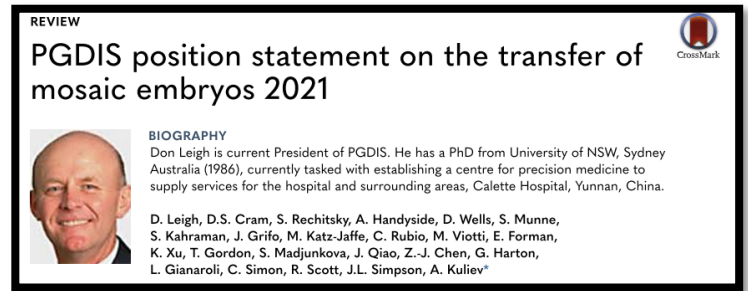 REVIEW
PGDIS position statement on the transfer of
mosaic embryos 2021
CrossMark
BIOGRAPHY
Don Leigh is current President of PGDIS. He has a PhD from University of NSW, Sydney
Australia (1986), currently tasked with establishing a centre for precision medicine to
supply services for the hospital and surrounding areas, Calette Hospital, Yunnan, China.
D. Leigh, D.S. Cram, S. Rechitsky, A. Handyside, D. Wells, S. Munne,
S. Kahraman, J. Grifo, M. Katz-Jaffe, C. Rubio, M. Viotti, E. Forman,
K. Xu, T. Gordon, S. Madjunkova, J. Qiao, Z.-J. Chen, G. Harton,
L. Gianaroli, C. Simon, R. Scott, J.L. Simpson, A. Kuliev*